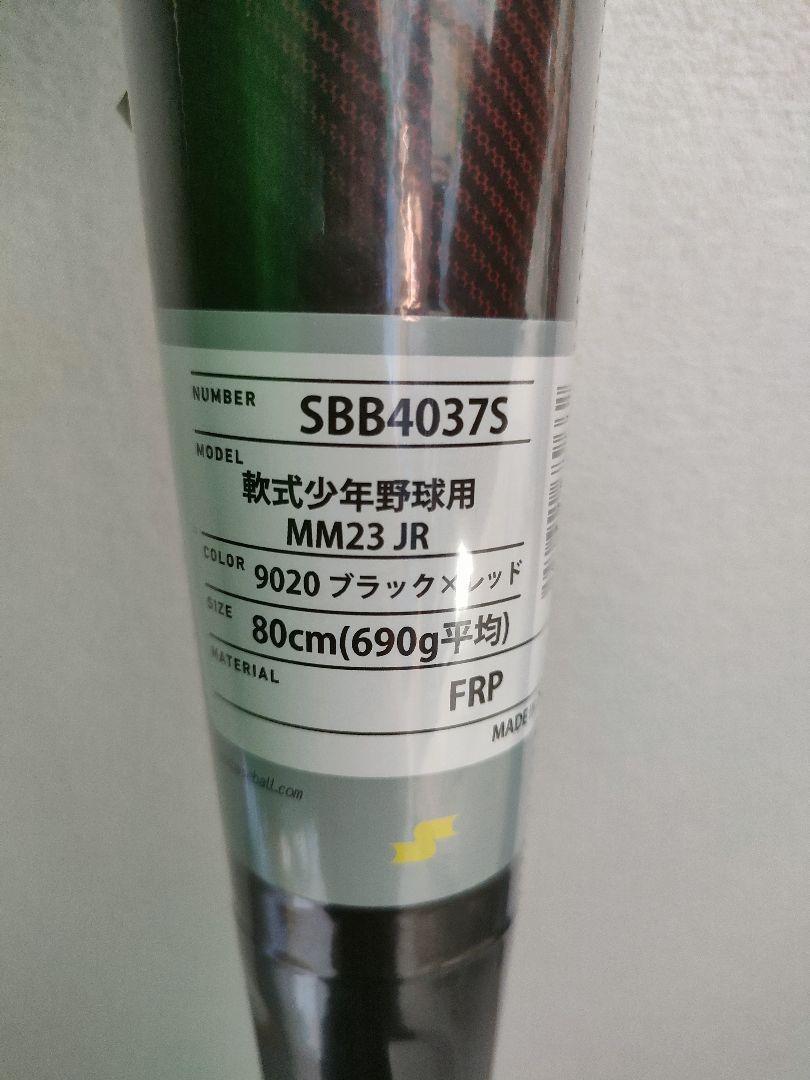 NUMBER SBB4037S
MODEL
軟式少年野球用
MM23 JR
COLOR 9020 ブラック×レッド
SIZE 80cm(690g平均)
MATERIAL FRP
MADE